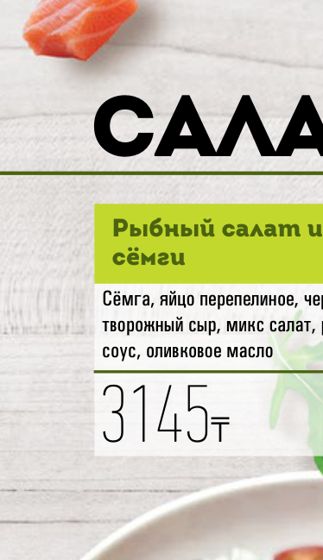 САЛА
Рыбный салат и
сёмги
Сёмга, яйцо перепелиное, чер
творожный сыр, микс салат,
соус, оливковое масло
3145₸